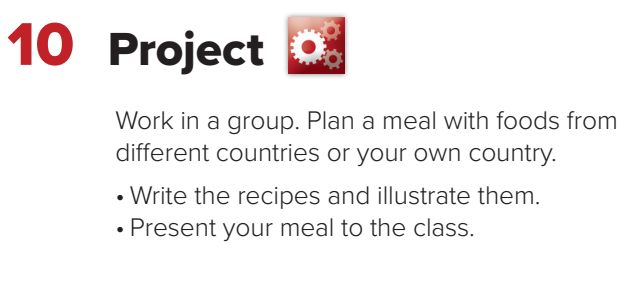 10 Project
Work in a group. Plan a meal with foods from
different countries or your own country.
• Write the recipes and illustrate them.
• Present your meal to the class.